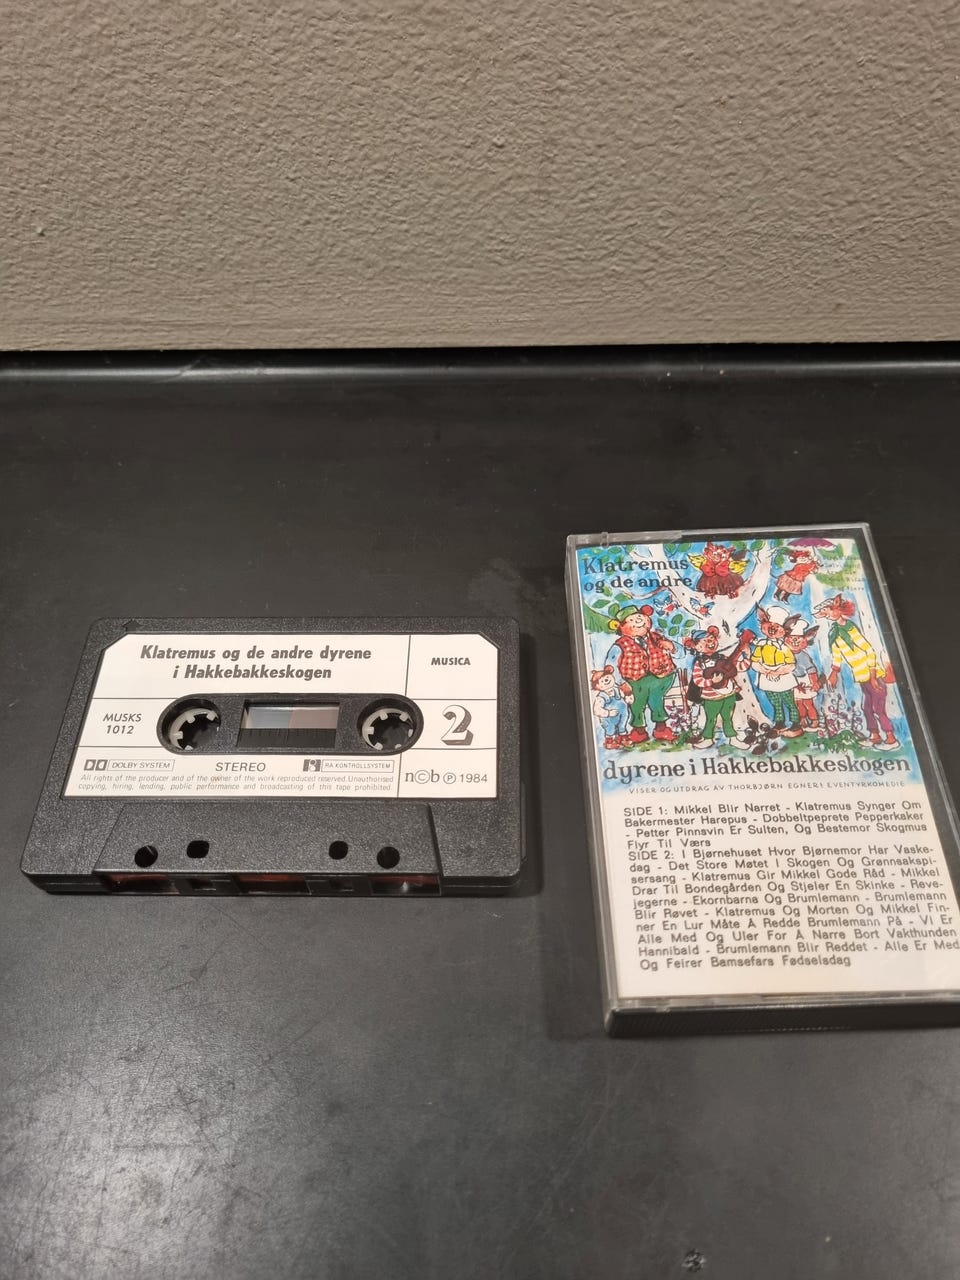 Klatremus og de andre dyrene
i Hakkebakkeskogen
MUSICA
MUSKS
1012
2
DOLBY SYSTEM
STEREO
RA KONTROLLSYSTEM
All rights of the producer and of the owner of the work reproduced reserved. Unauthorised
copying, hiring, lending, public performance and broadcasting of this tape prohibited.
n©b ℗ 1984
Klatremus
og de andre
dyrene i Hakkebakkeskogen
VISER OG UTDRAG AV THORBJØRN EGNERS EVENTYRKOMEDIE
SIDE 1: Mikkel Blir Narret - Klatremus Synger Om
Bakermester Harepus - Dobbeltpeprete Pepperkaker
- Petter Pinnsvin Er Sulten, Og Bestemor Skogmus
Flyr Til Værs
SIDE 2: I Bjørnehuset Hvor Bjørnemor Har Vaske-
dag - Det Store Møtet I Skogen Og Grønnsakspi-
sersang - Klatremus Gir Mikkel Gode Råd - Mikkel
Drar Til Bondegården Og Stjeler En Skinke - Reve-
jegerne - Ekornbarna Og Brumlemann - Brumlemann
Blir Røvet - Klatremus Og Morten Og Mikkel Fin-
ner En Lur Måte Å Redde Brumlemann På - Vi Er
Alle Med Og Uler For Å Narre Bort Vakthunden
Hannibald - Brumlemann Blir Reddet - Alle Er Med
Og Feirer Bamsefars Fødselsdag